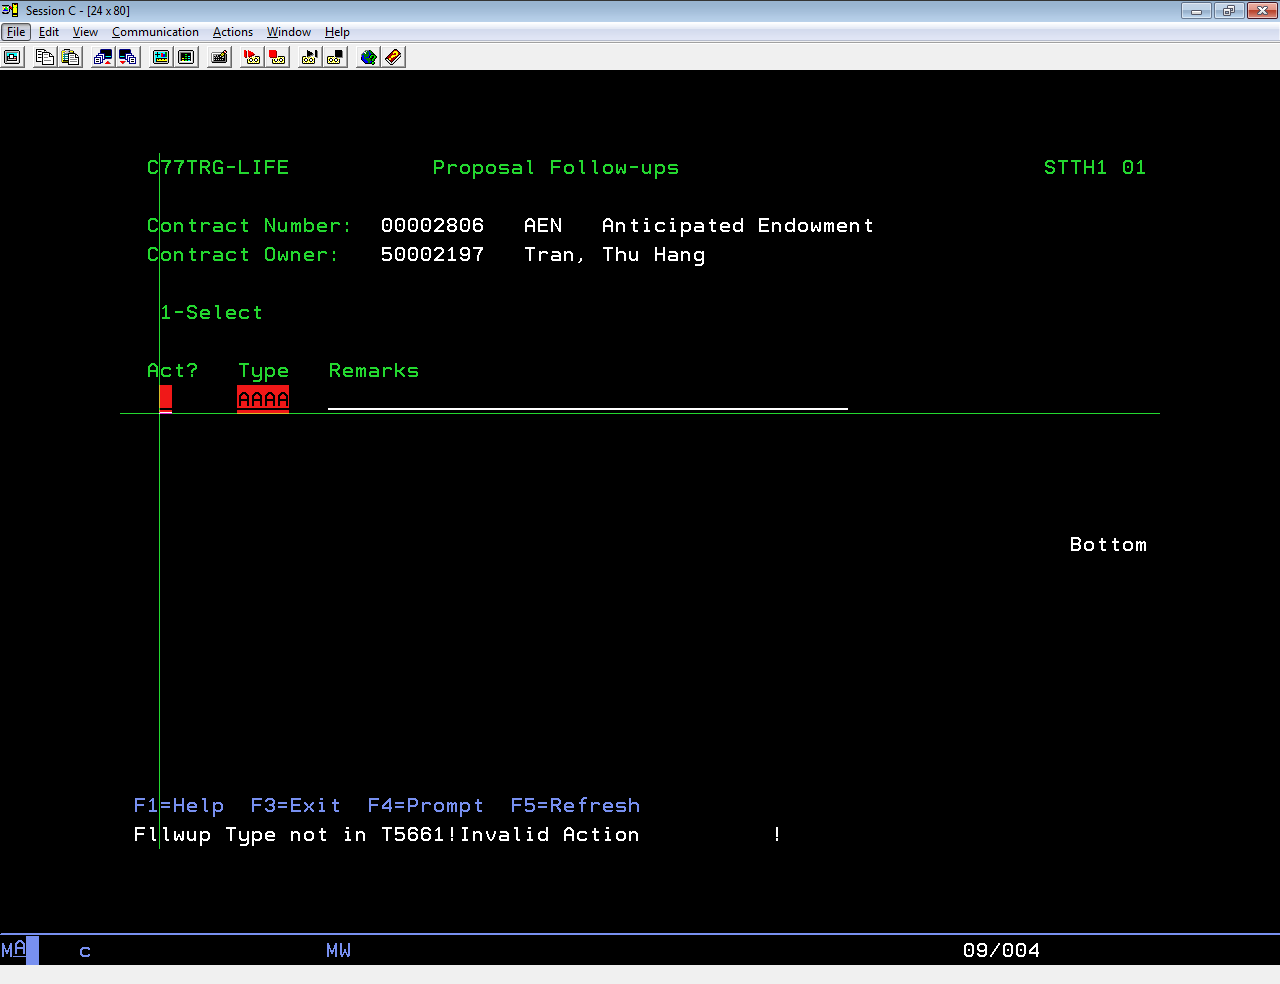 Session C - [24 x 80]
File Edit View Communication Actions Window Help
C77TRG-LIFE Proposal Follow-ups STTH1 01
Contract Number: 00002806 AEN Anticipated Endowment
Contract Owner: 50002197 Tran, Thu Hang
1-Select
Act? Type Remarks
AAAA
Bottom
F1=Help F3=Exit F4=Prompt F5=Refresh
Fllwup Type not in T5661!Invalid Action !
MA c MW 09/004